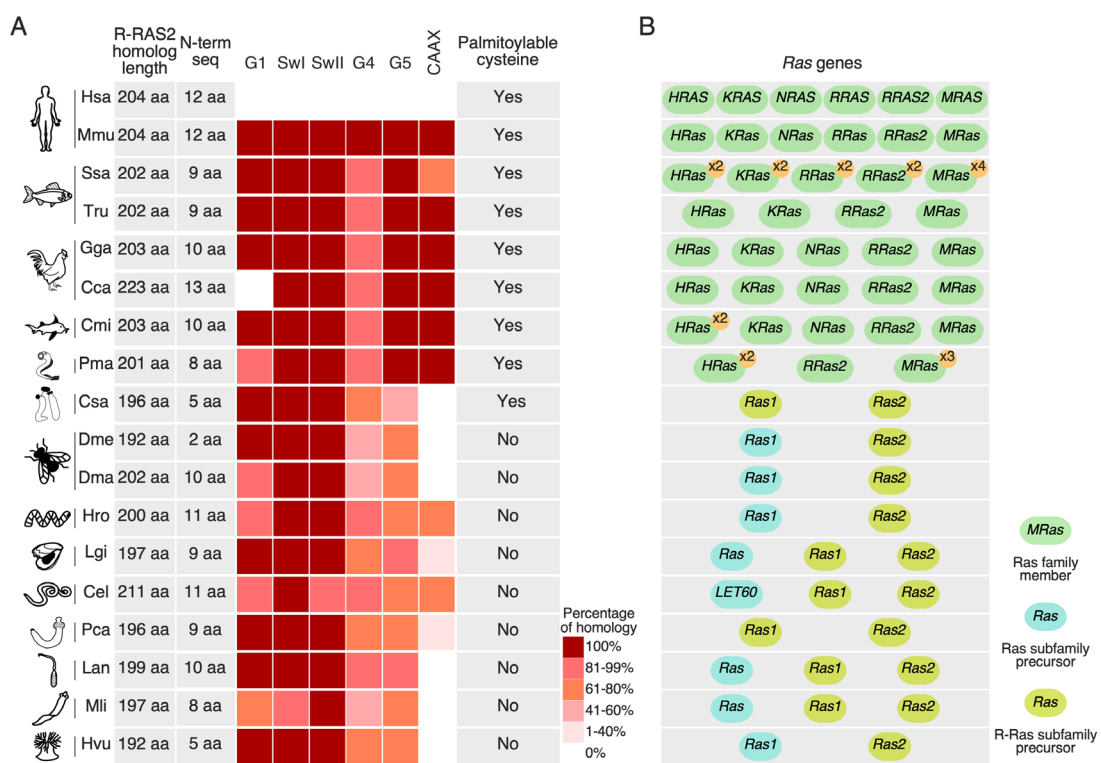 A
R-RAS2
homolog
length
N-term
seq
G1 SwI SwII G4 G5 CAAX
Palmitoylable
cysteine
Hsa 204 aa 12 aa Yes
Mmu 204 aa 12 aa Yes
Ssa 202 aa 9 aa Yes
Tru 202 aa 9 aa Yes
Gga 203 aa 10 aa Yes
Cca 223 aa 13 aa Yes
Cmi 203 aa 10 aa Yes
Pma 201 aa 8 aa Yes
Csa 196 aa 5 aa Yes
Dme 192 aa 2 aa No
Dma 202 aa 10 aa No
Hro 200 aa 11 aa No
Lgi 197 aa 9 aa No
Cel 211 aa 11 aa No
Pca 196 aa 9 aa No
Lan 199 aa 10 aa No
Mli 197 aa 8 aa No
Hvu 192 aa 5 aa No
Percentage
of homology
100%
81-99%
61-80%
41-60%
1-40%
0%
B
Ras genes
HRAS KRAS NRAS RRAS RRAS2 MRAS
HRas KRas NRas RRas RRas2 MRas
HRas x2 KRas x2 RRas x2 RRas2 x2 MRas x4
HRas KRas RRas2 MRas
HRas KRas NRas RRas2 MRas
HRas KRas NRas RRas2 MRas
HRas x2 KRas NRas RRas2 MRas
HRas x2 RRas2 MRas x3
Ras1 Ras2
Ras1 Ras2
Ras1 Ras2
Ras1 Ras2
Ras Ras1 Ras2
LET60 Ras1 Ras2
Ras1 Ras2
Ras Ras1 Ras2
Ras Ras1 Ras2
Ras1 Ras2
MRas
Ras family
member
Ras
Ras subfamily
precursor
Ras
R-Ras subfamily
precursor